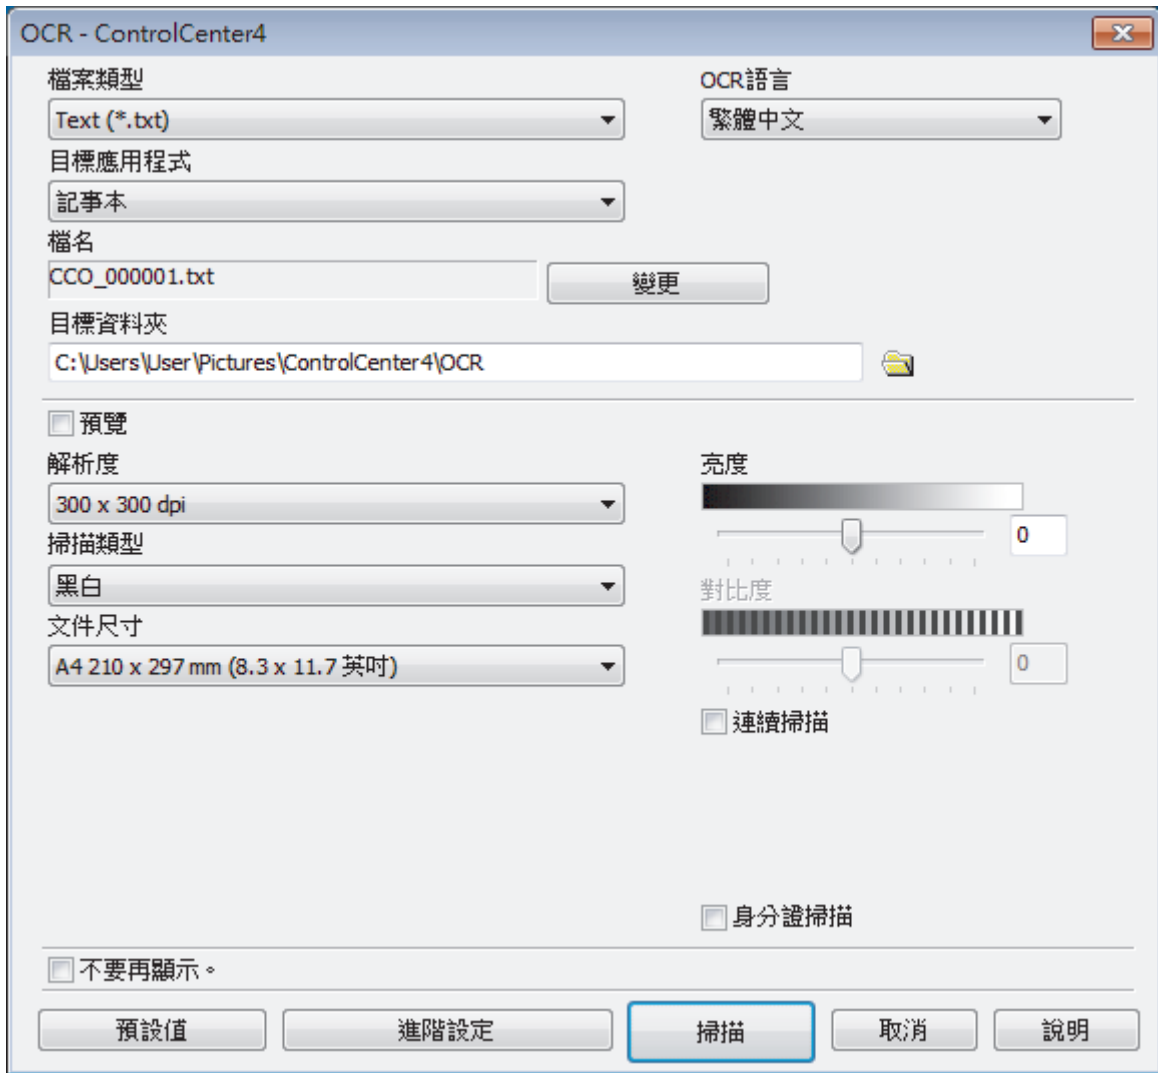 OCR - ControlCenter4
檔案類型
OCR語言
Text (*.txt)
繁體中文
目標應用程式
記事本
檔名
CCO_000001.txt
變更
目標資料夾
C:\Users\User\Pictures\ControlCenter4\OCR
預覽
解析度
亮度
300 x 300 dpi
0
掃描類型
黑白
對比度
文件尺寸
A4 210 x 297 mm (8.3 x 11.7 英吋)
0
連續掃描
身分證掃描
不要再顯示。
預設值
進階設定
掃描
取消
說明